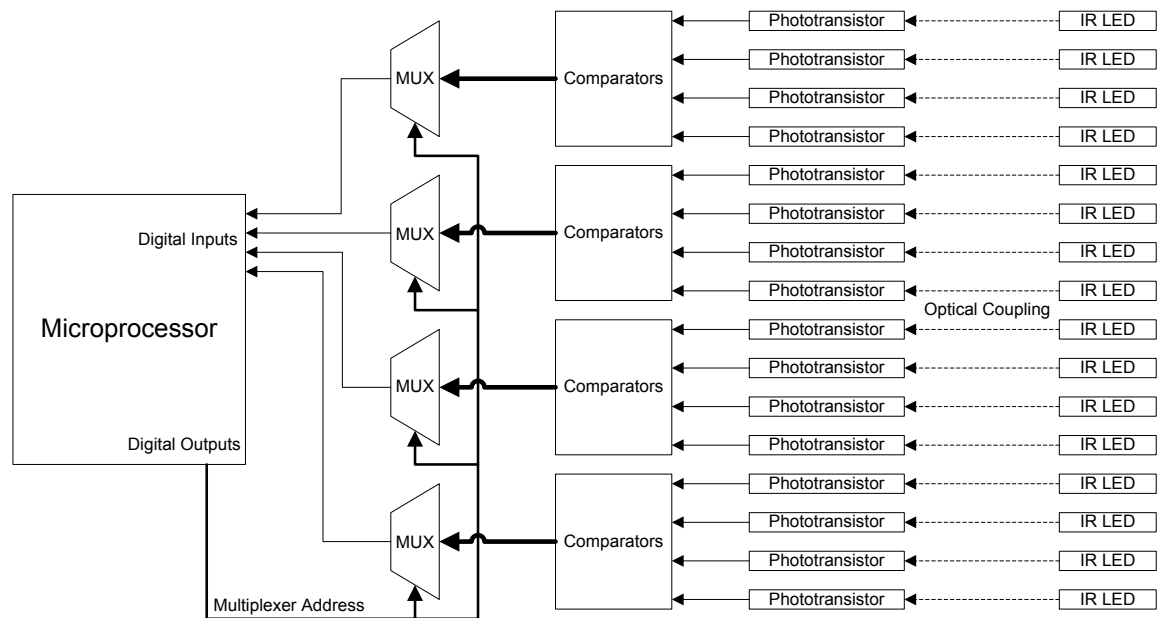 Phototransistor IR LED
Phototransistor IR LED
MUX Comparators
Phototransistor IR LED
Phototransistor IR LED
Phototransistor IR LED
Phototransistor IR LED
Digital Inputs MUX Comparators
Phototransistor IR LED
Phototransistor IR LED
Optical Coupling
Microprocessor
Phototransistor IR LED
Phototransistor IR LED
MUX Comparators
Phototransistor IR LED
Digital Outputs
Phototransistor IR LED
Phototransistor IR LED
Phototransistor IR LED
MUX Comparators
Phototransistor IR LED
Phototransistor IR LED
Multiplexer Address